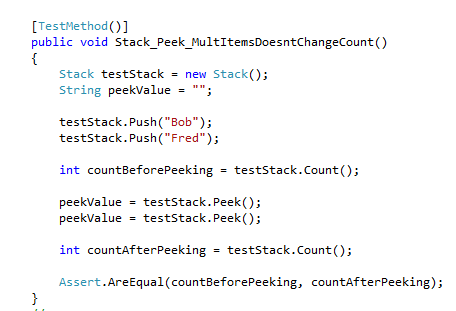 [TestMethod()]
public void Stack_Peek_MultItemsDoesntChangeCount()
{
Stack testStack = new Stack();
String peekValue = "";
testStack.Push("Bob");
testStack.Push("Fred");
int countBeforePeeking = testStack.Count();
peekValue = testStack.Peek();
peekValue = testStack.Peek();
int countAfterPeeking = testStack.Count();
Assert.AreEqual(countBeforePeeking, countAfterPeeking);
}